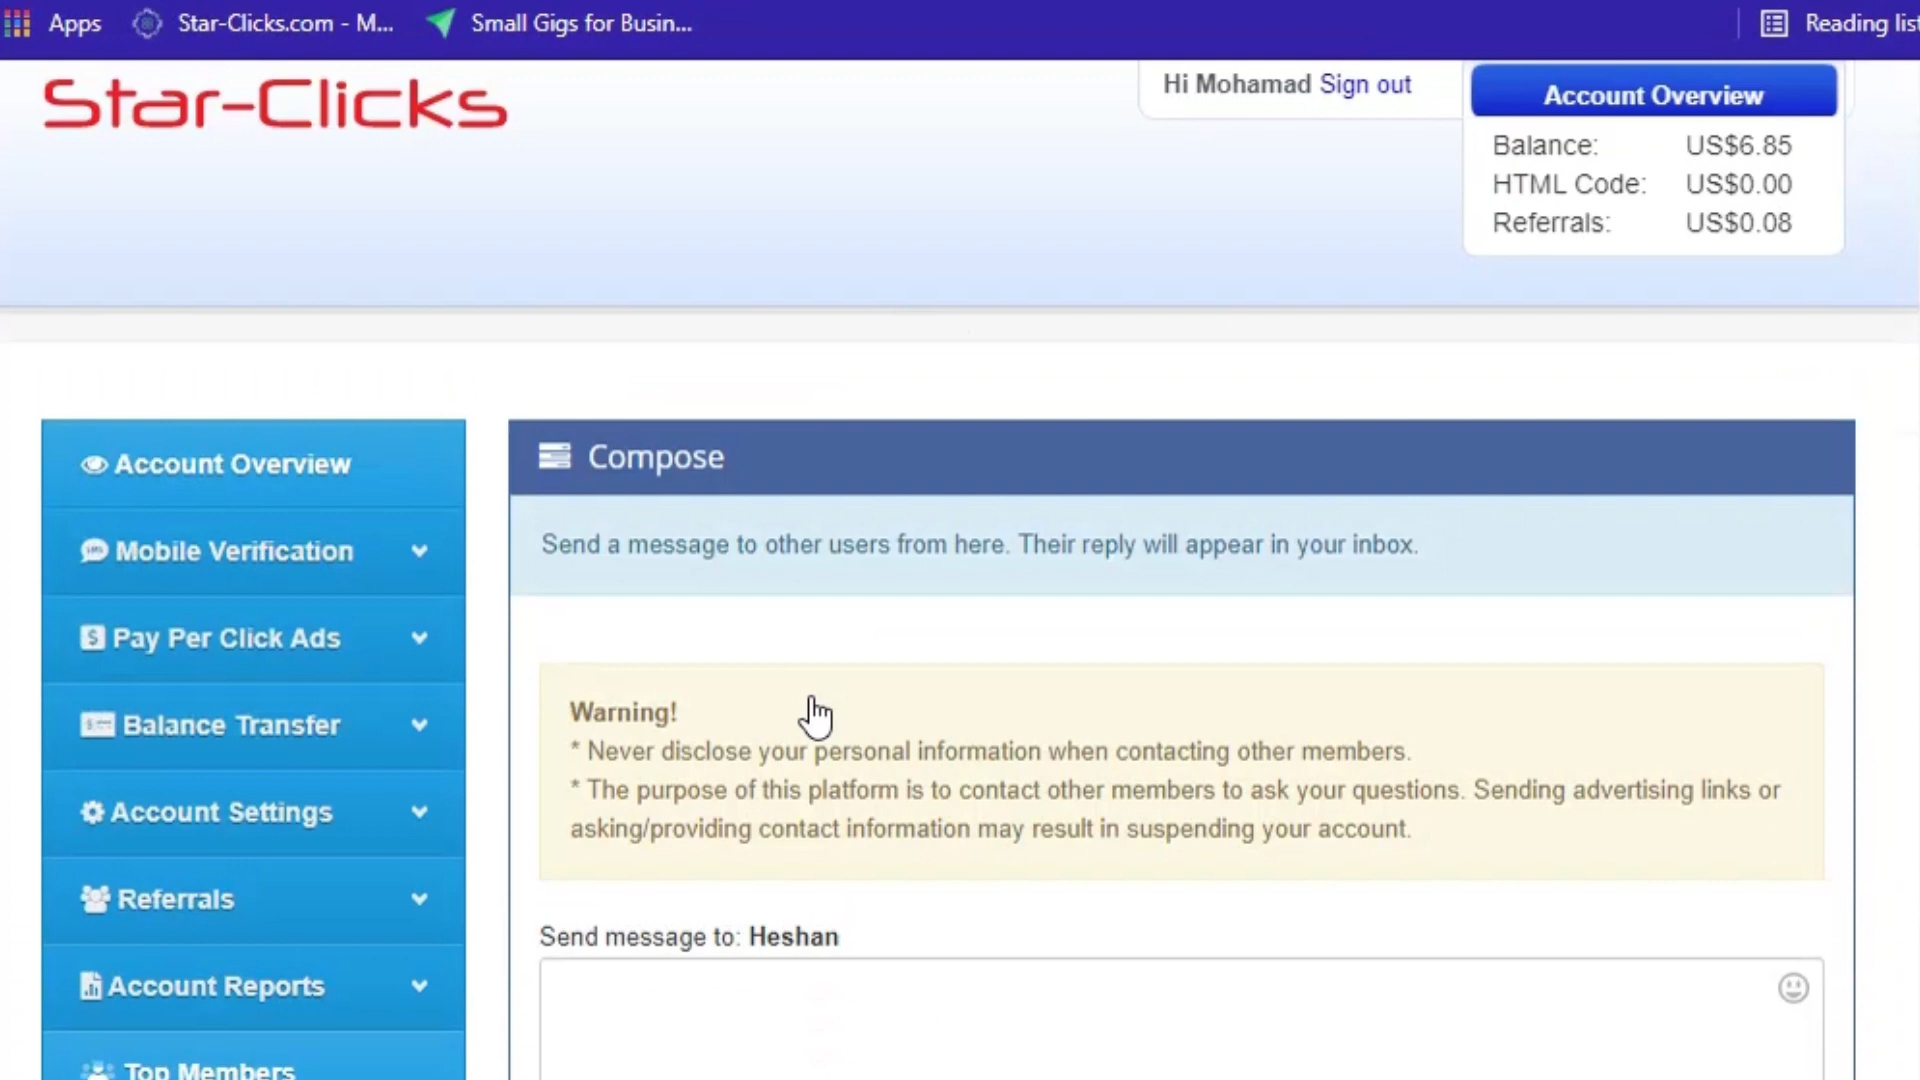 Apps Star-Clicks.com - M... Small Gigs for Busin... Reading list
Star-Clicks
Hi Mohamad Sign out
Account Overview
Balance: US$6.85
HTML Code: US$0.00
Referrals: US$0.08
Account Overview
Mobile Verification
Pay Per Click Ads
Balance Transfer
Account Settings
Referrals
Account Reports
Top Members
Compose
Send a message to other users from here. Their reply will appear in your inbox.
Warning!
* Never disclose your personal information when contacting other members.
* The purpose of this platform is to contact other members to ask your questions. Sending advertising links or
asking/providing contact information may result in suspending your account.
Send message to: Heshan